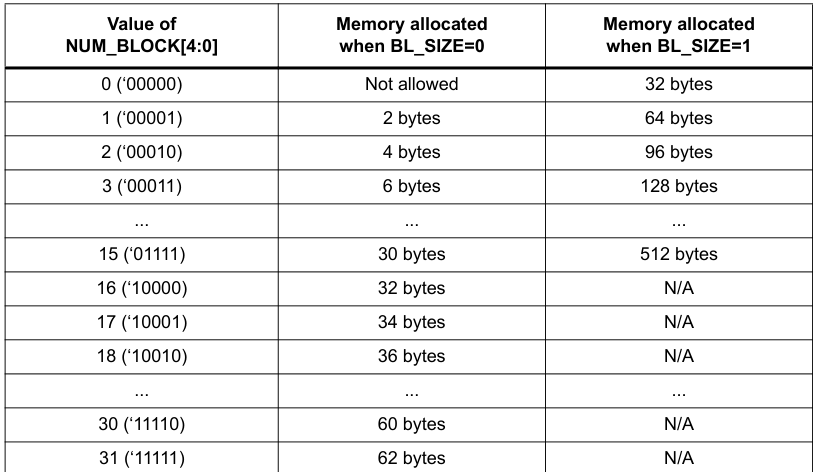 Value of NUM_BLOCK[4:0] Memory allocated when BL_SIZE=0 Memory allocated when BL_SIZE=1
0 (‘00000) Not allowed 32 bytes
1 (‘00001) 2 bytes 64 bytes
2 (‘00010) 4 bytes 96 bytes
3 (‘00011) 6 bytes 128 bytes
... ... ...
15 (‘01111) 30 bytes 512 bytes
16 (‘10000) 32 bytes N/A
17 (‘10001) 34 bytes N/A
18 (‘10010) 36 bytes N/A
... ... ...
30 (‘11110) 60 bytes N/A
31 (‘11111) 62 bytes N/A